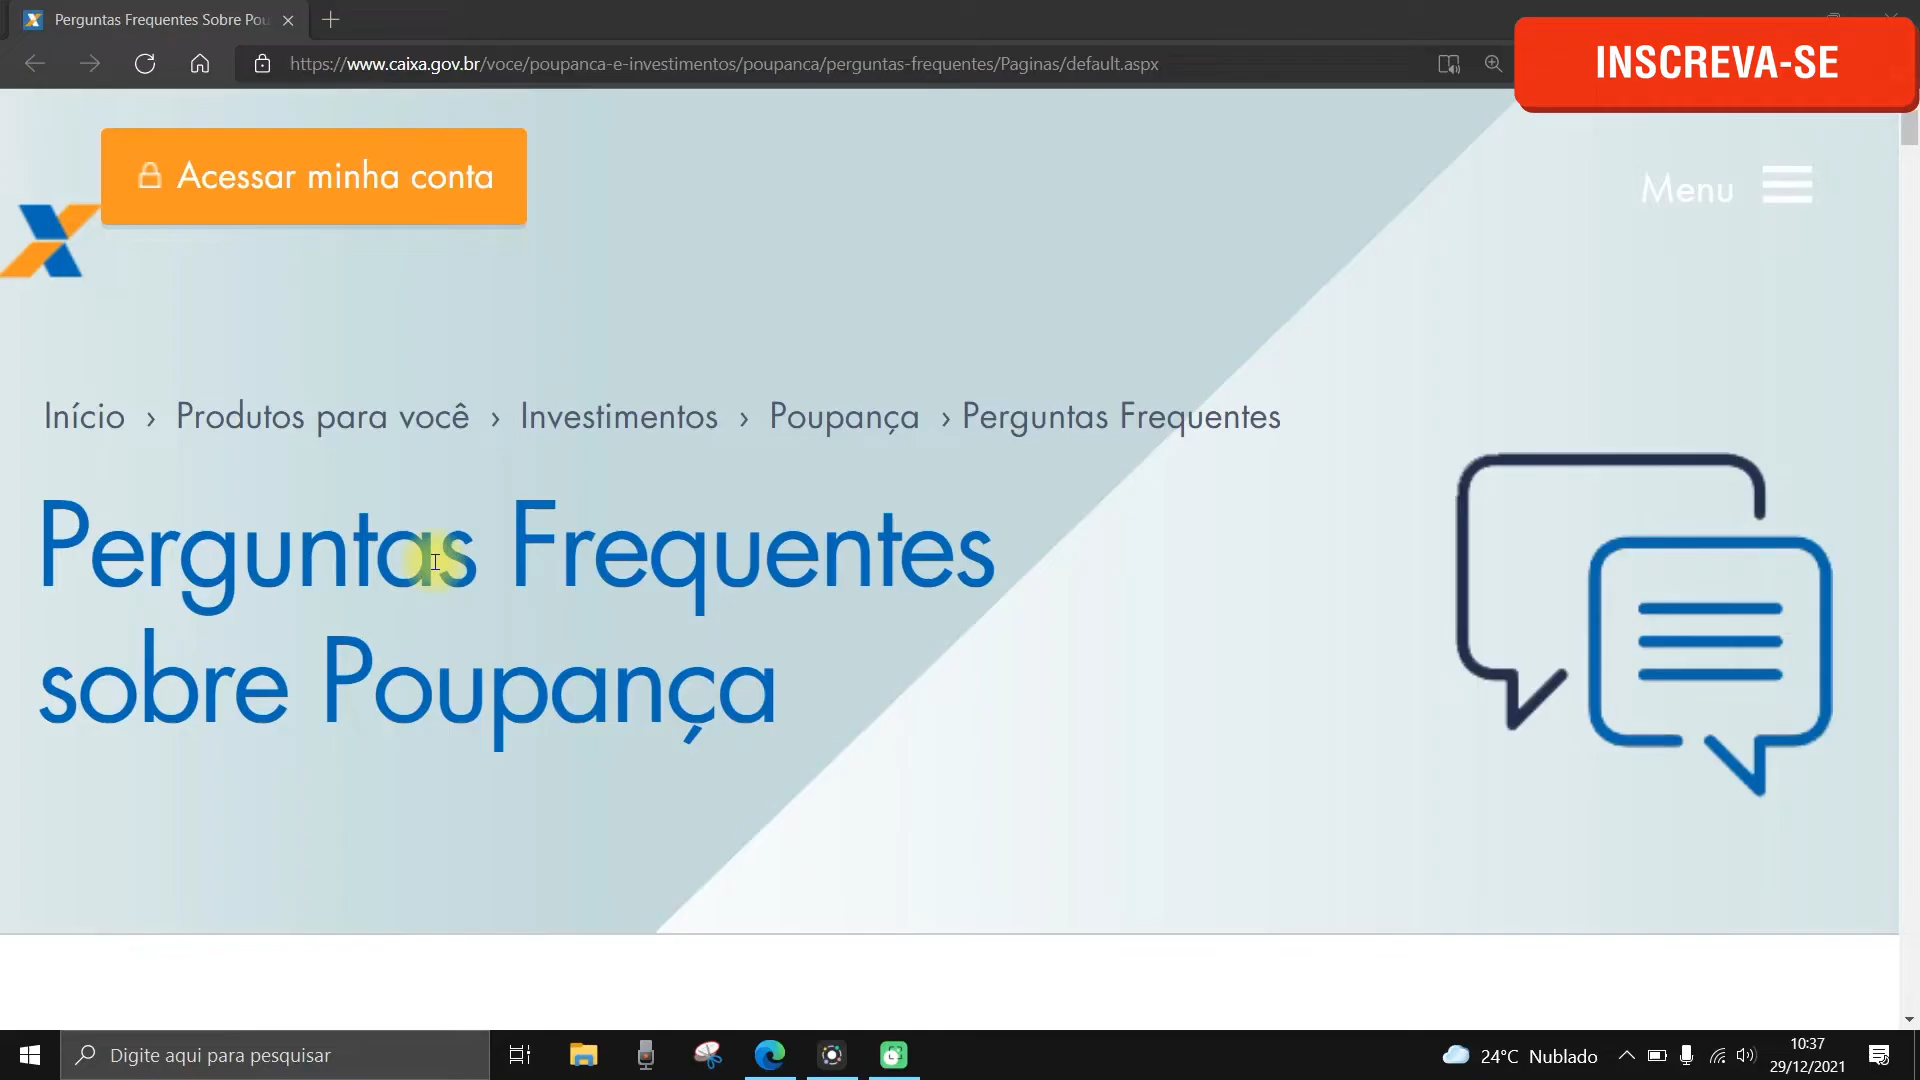 Perguntas Frequentes Sobre Pou
https://www.caixa.gov.br/voce/poupanca-e-investimentos/poupanca/perguntas-frequentes/Paginas/default.aspx
INSCREVA-SE
Acessar minha conta
Menu
Início › Produtos para você › Investimentos › Poupança › Perguntas Frequentes
Perguntas Frequentes
sobre Poupança
Digite aqui para pesquisar
24°C Nublado
10:37
29/12/2021